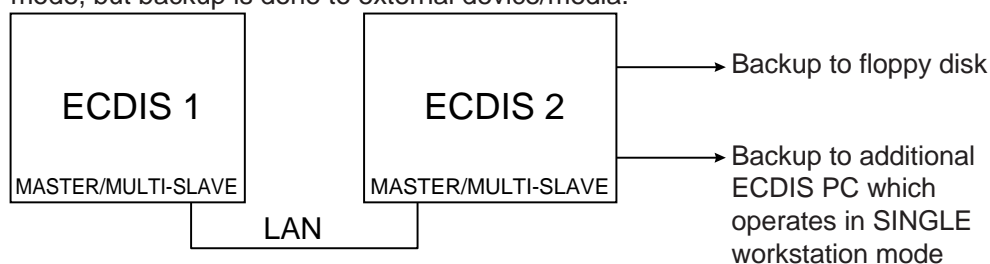 mode, but backup is done to external device/media.
ECDIS 1
MASTER/MULTI-SLAVE
ECDIS 2
MASTER/MULTI-SLAVE
LAN
Backup to floppy disk
Backup to additional
ECDIS PC which
operates in SINGLE
workstation mode